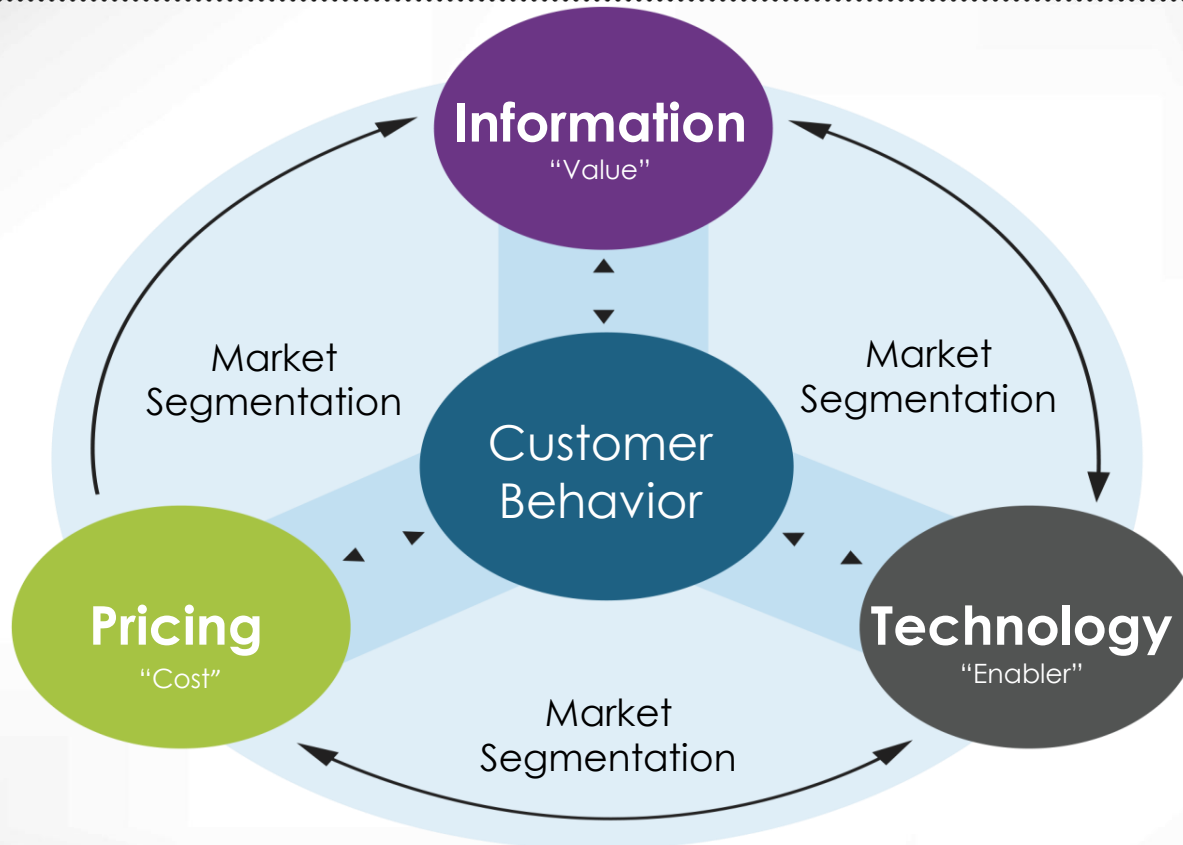 Information
“Value”
Market
Segmentation
Market
Segmentation
Customer
Behavior
Pricing
“Cost”
Technology
“Enabler”
Market
Segmentation